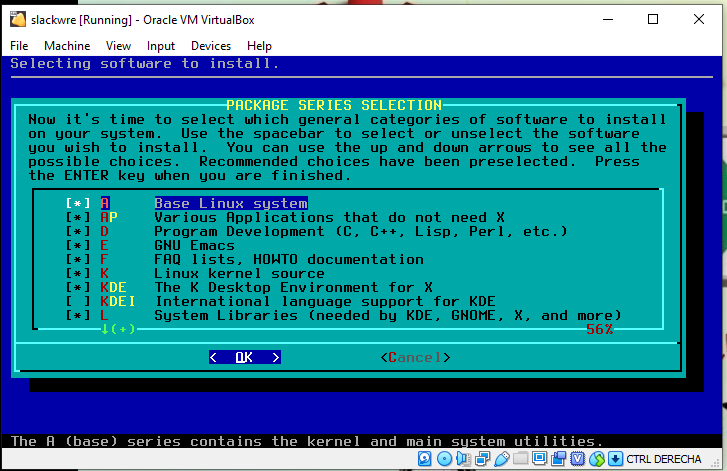 slackwre [Running] - Oracle VM VirtualBox
File Machine View Input Devices Help
Selecting software to install.
PACKAGE SERIES SELECTION
Now it's time to select which general categories of software to install
on your system. Use the spacebar to select or unselect the software
you wish to install. You can use the up and down arrows to see all the
possible choices. Recommended choices have been preselected. Press
the ENTER key when you are finished.
[*] A Base Linux system
[*] AP Various Applications that do not need X
[*] D Program Development (C, C++, Lisp, Perl, etc.)
[*] E GNU Emacs
[*] F FAQ lists, HOWTO documentation
[*] K Linux kernel source
[*] KDE The K Desktop Environment for X
[ ] KDEI International language support for KDE
[*] L System Libraries (needed by KDE, GNOME, X, and more)
↓(+) 56%
< OK > <Cancel>
The A (base) series contains the kernel and main system utilities.
CTRL DERECHA